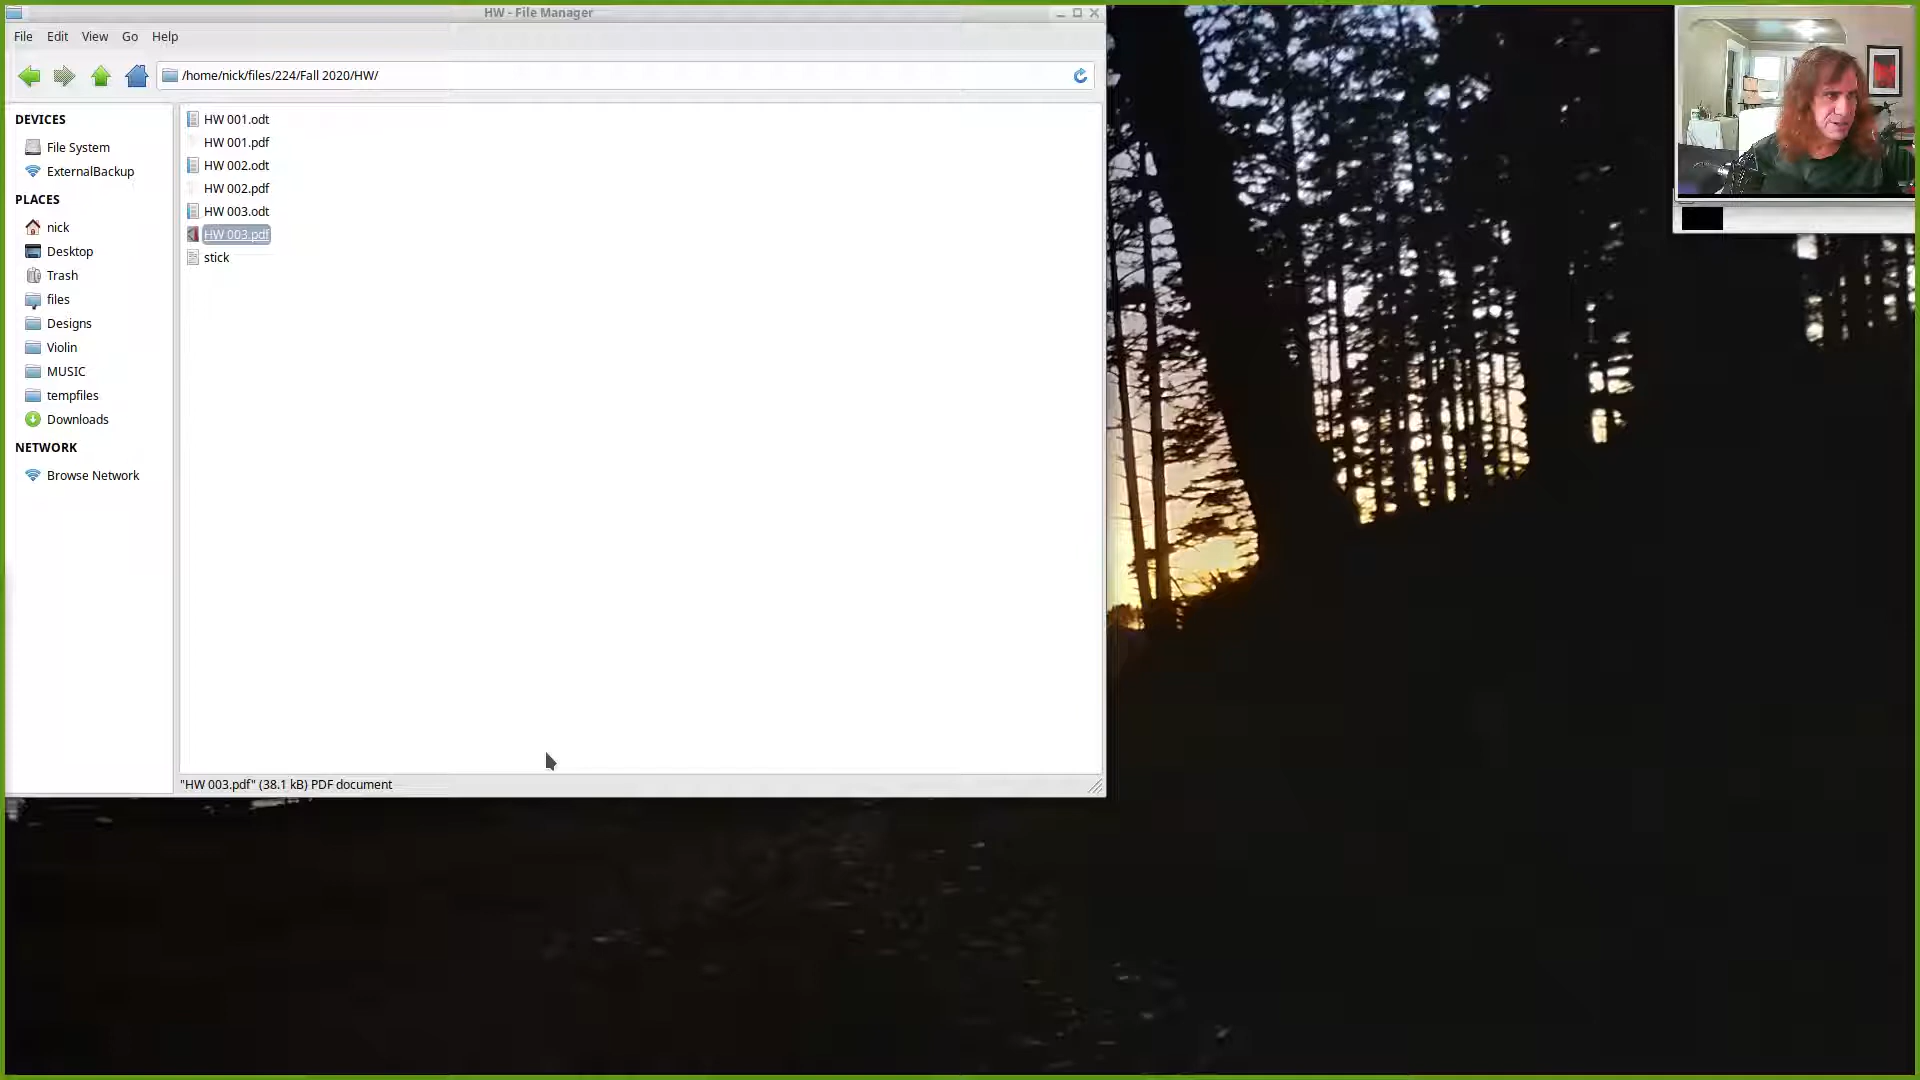 HW - File Manager
File Edit View Go Help
/home/nick/files/224/Fall 2020/HW/
DEVICES
File System
ExternalBackup
PLACES
nick
Desktop
Trash
files
Designs
Violin
MUSIC
tempfiles
Downloads
NETWORK
Browse Network
HW 001.odt
HW 001.pdf
HW 002.odt
HW 002.pdf
HW 003.odt
HW 003.pdf
stick
"HW 003.pdf" (38.1 kB) PDF document